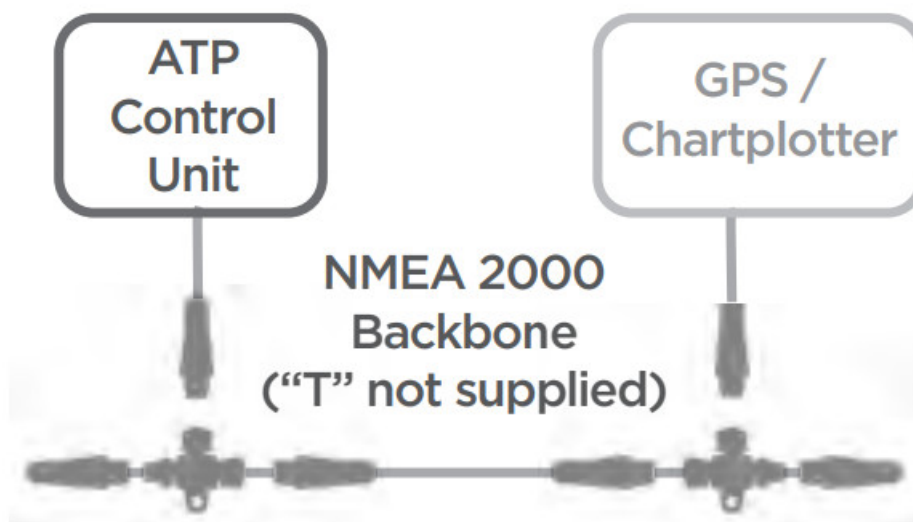 ATP
Control
Unit
GPS /
Chartplotter
NMEA 2000
Backbone
(“T” not supplied)